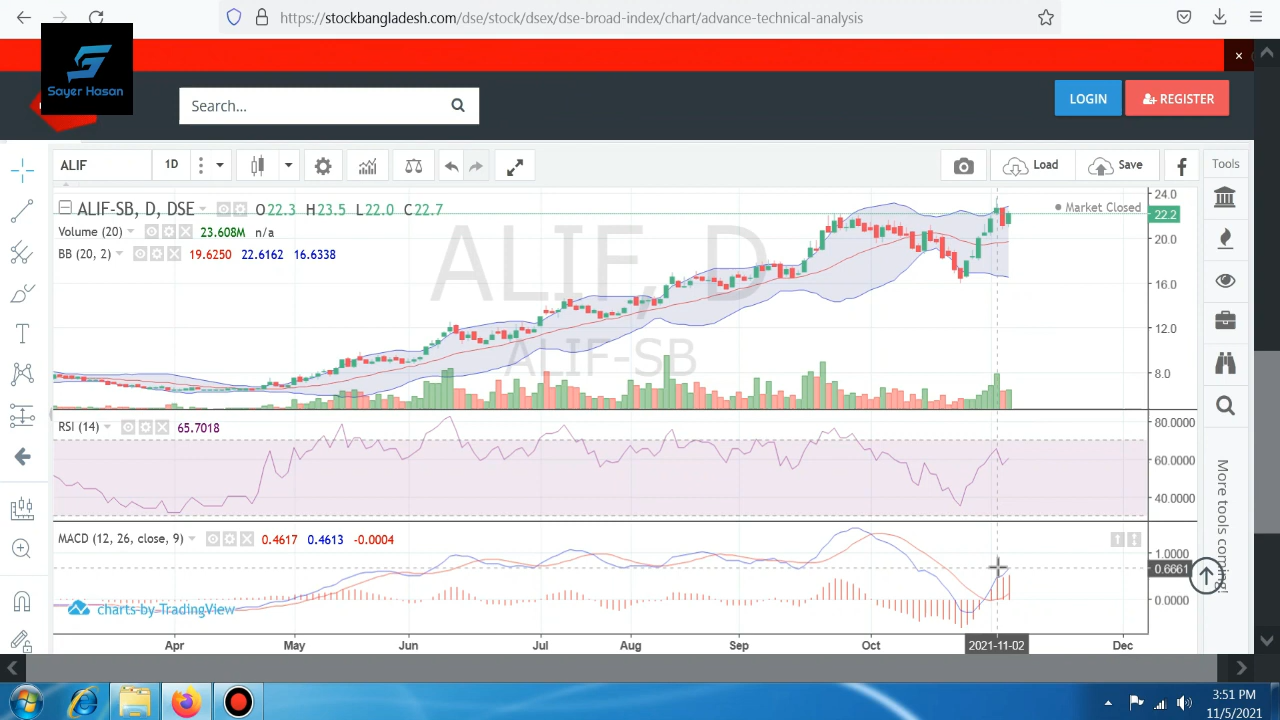 https://stockbangladesh.com/dse/stock/dsex/dse-broad-index/chart/advance-technical-analysis
Sayer Hasan
Search...
LOGIN
REGISTER
ALIF
1D
Load
Save
Tools
ALIF-SB, D, DSE
O22.3 H23.5 L22.0 C22.7
Market Closed
Volume (20) 23.608M n/a
BB (20, 2) 19.6250 22.6162 16.6338
ALIF, D
ALIF-SB
24.0
22.2
20.0
16.0
12.0
8.0
RSI (14) 65.7018
80.0000
60.0000
40.0000
MACD (12, 26, close, 9) 0.4617 0.4613 -0.0004
1.0000
0.6661
0.0000
charts by TradingView
More tools coming!
Apr May Jun Jul Aug Sep Oct 2021-11-02 Dec
3:51 PM
11/5/2021